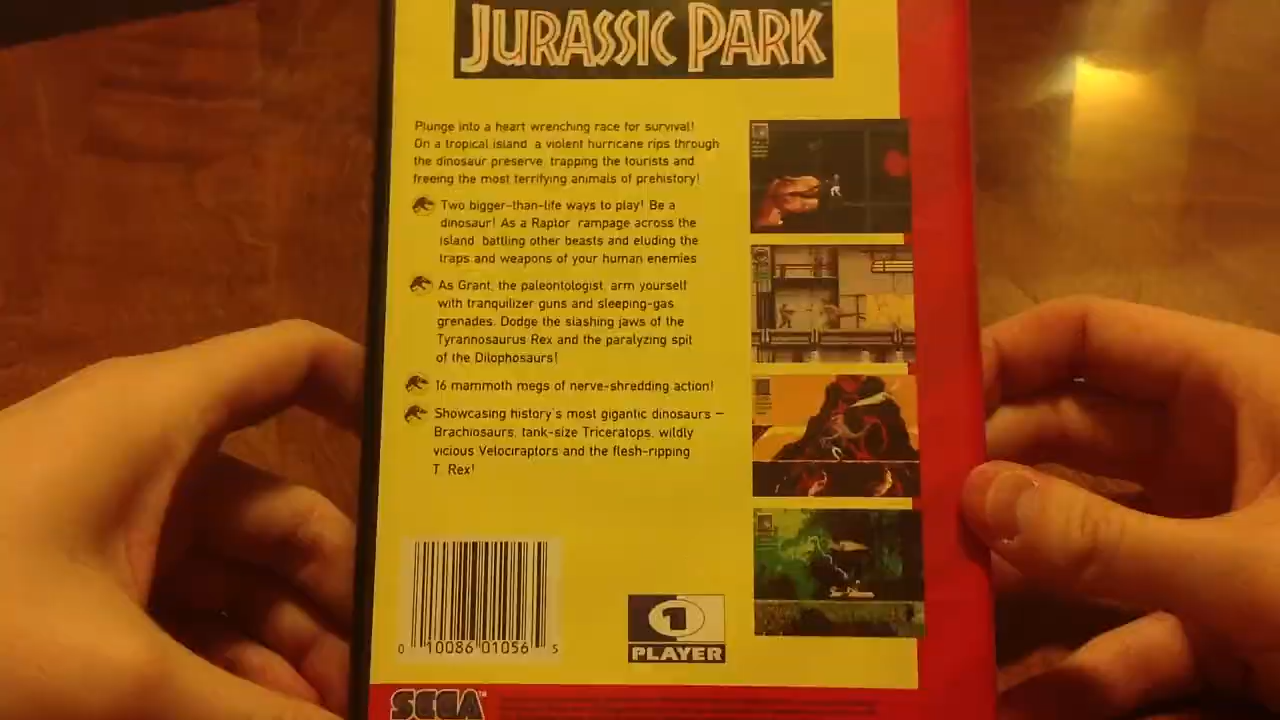 JURASSIC PARK
Plunge into a heart wrenching race for survival!
On a tropical island a violent hurricane rips through
the dinosaur preserve trapping the tourists and
freeing the most terrifying animals of prehistory!
Two bigger-than-life ways to play! Be a
dinosaur! As a Raptor rampage across the
island battling other beasts and eluding the
traps and weapons of your human enemies
As Grant, the paleontologist, arm yourself
with tranquilizer guns and sleeping-gas
grenades. Dodge the slashing jaws of the
Tyrannosaurus Rex and the paralyzing spit
of the Dilophosaurs!
16 mammoth megs of nerve-shredding action!
Showcasing history's most gigantic dinosaurs –
Brachiosaurs, tank-size Triceratops, wildly
vicious Velociraptors and the flesh-ripping
T. Rex!
0 10086 01056 5
1
PLAYER
SEGA™